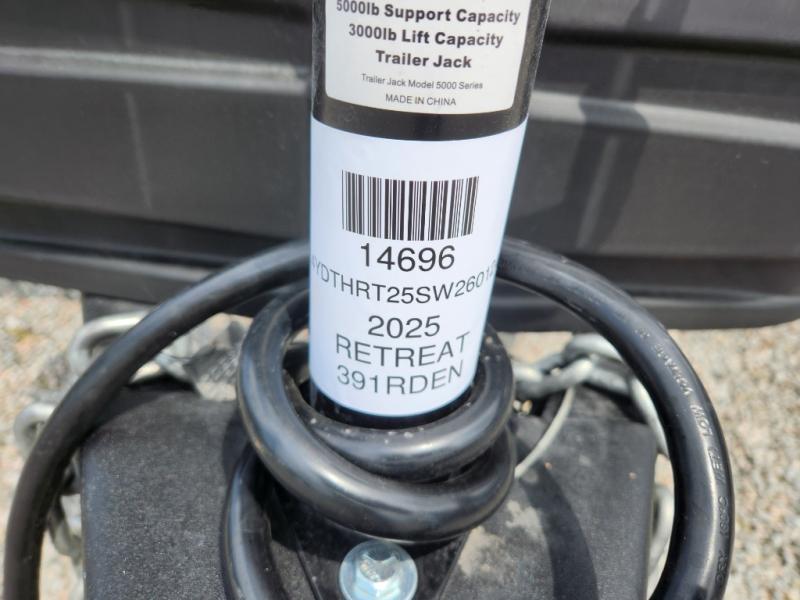 5000lb Support Capacity
3000lb Lift Capacity
Trailer Jack
Trailer Jack Model 5000 Series
MADE IN CHINA
14696
YDTHRT25SW26012
2025
RETREAT
391RDEN